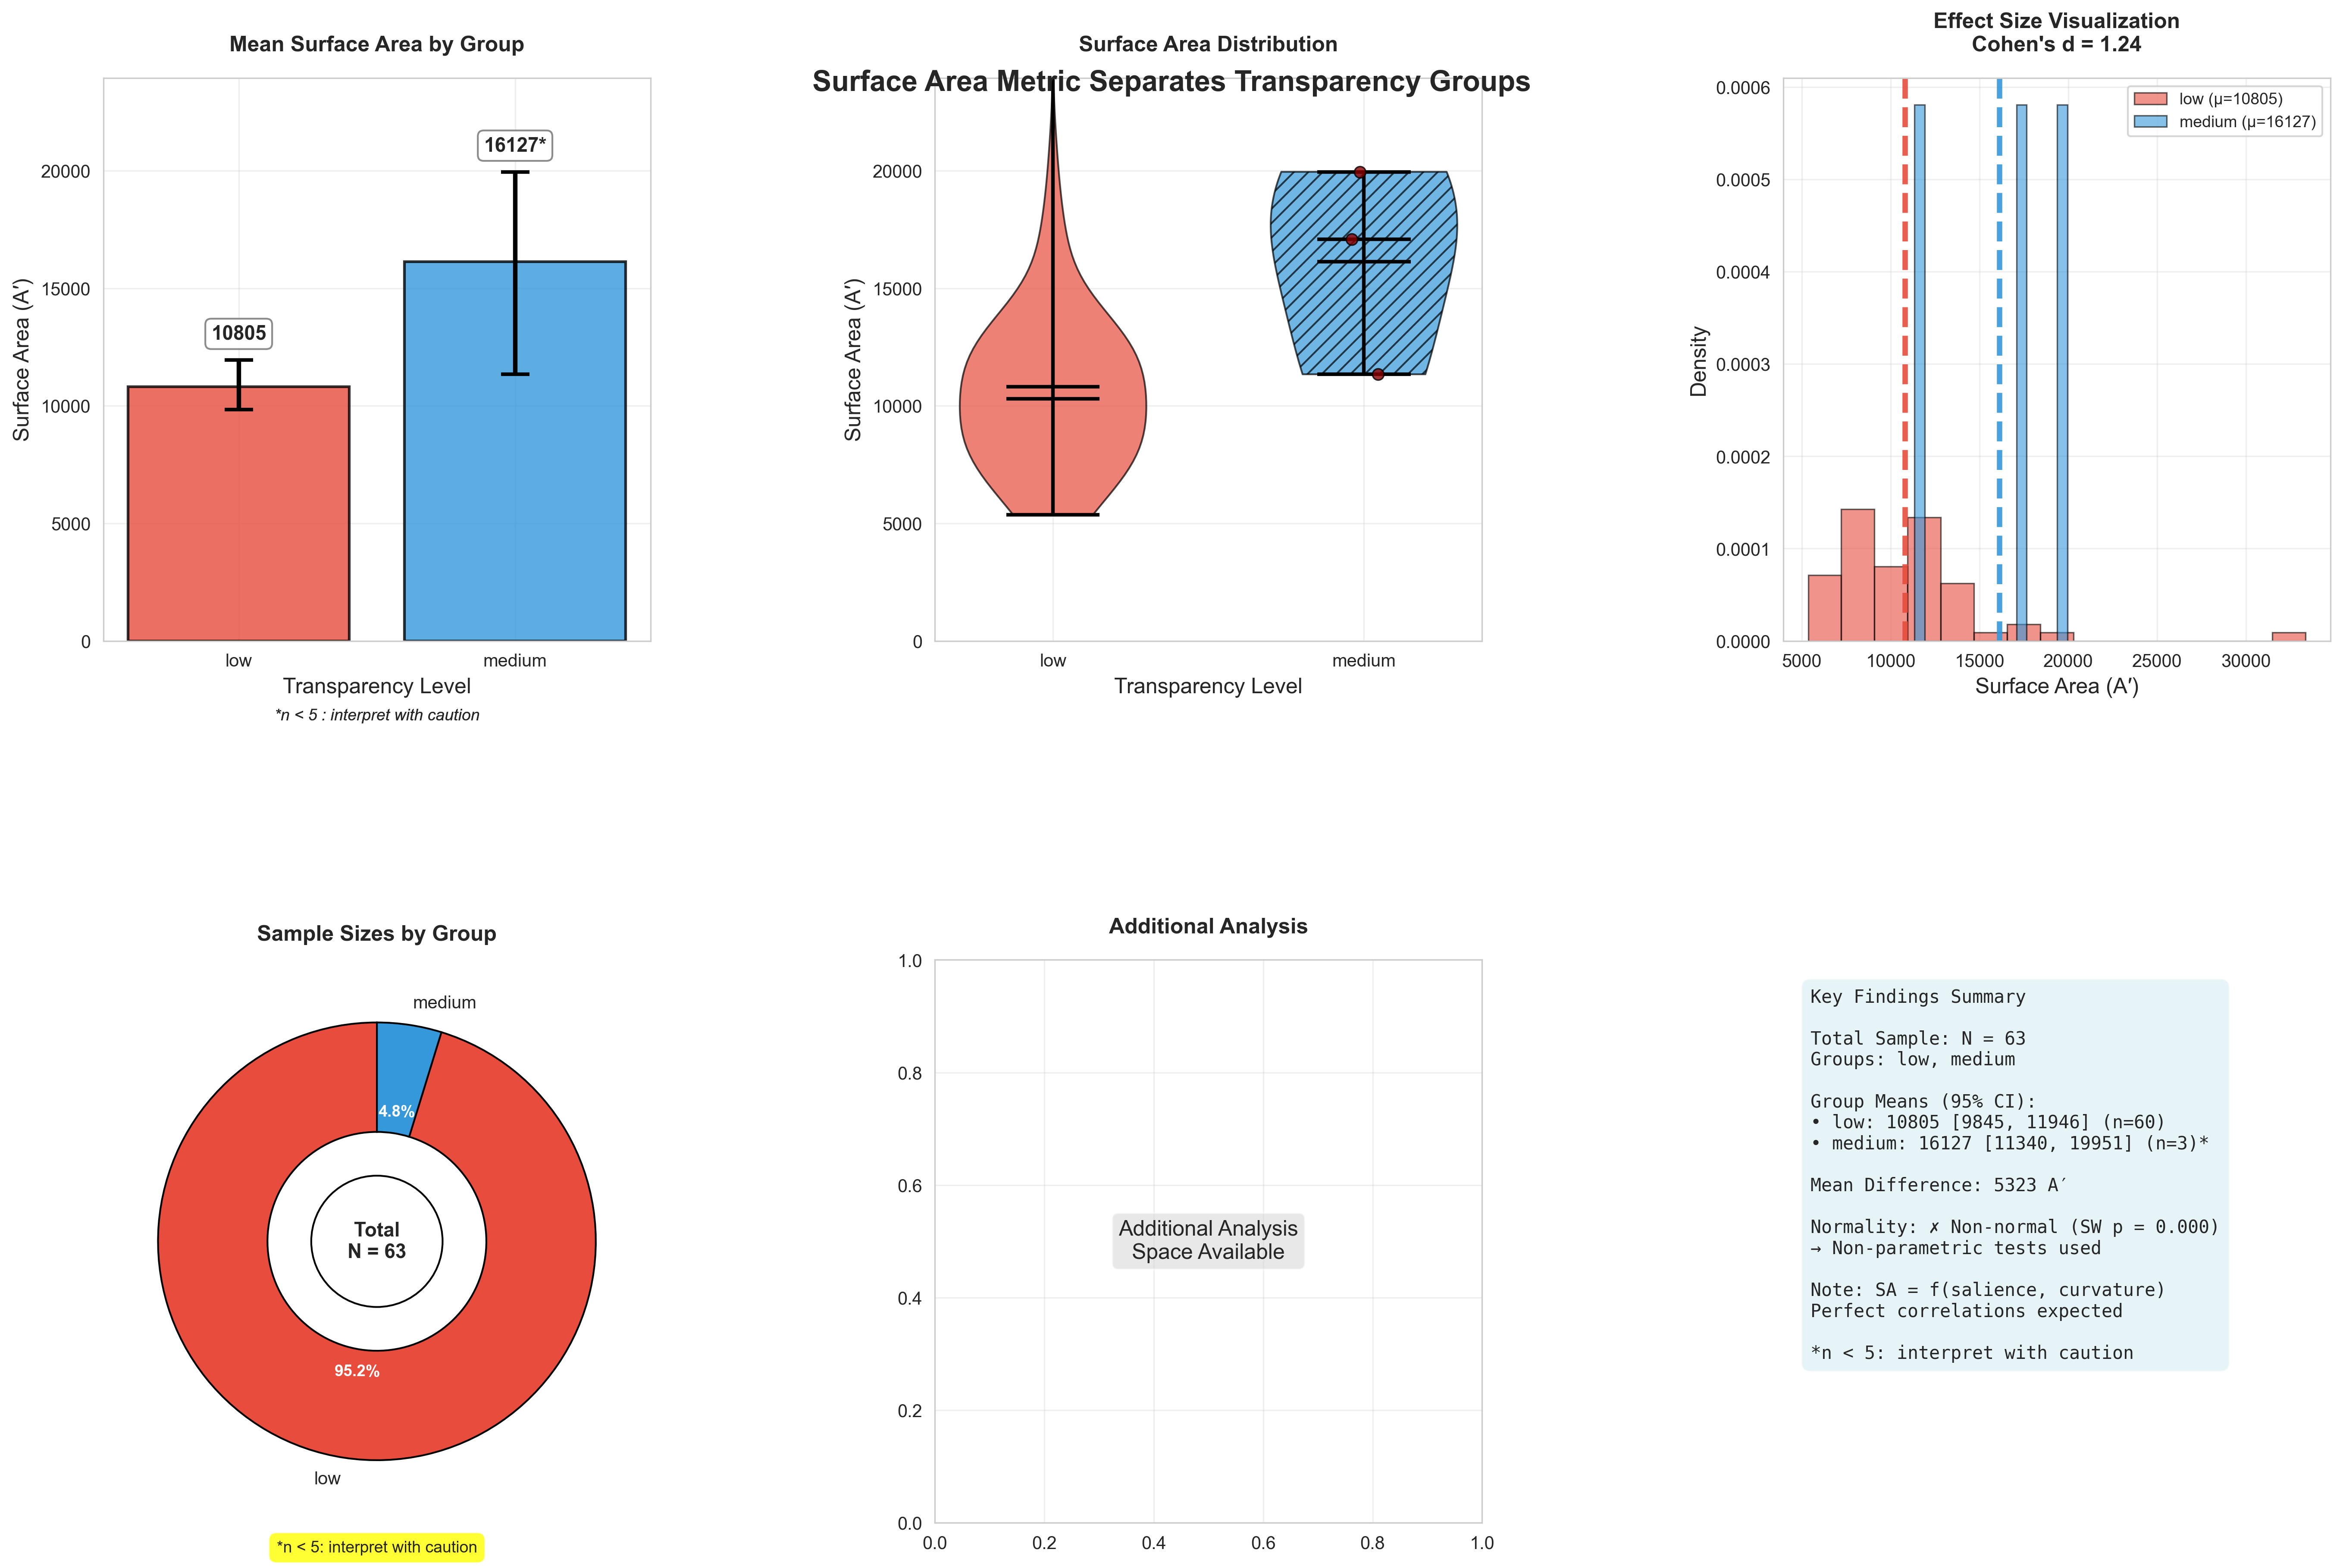 Surface Area Metric Separates Transparency Groups
Mean Surface Area by Group
Surface Area (A′)
20000
15000
10000
5000
0
16127*
10805
low
medium
Transparency Level
*n < 5 : interpret with caution
Surface Area Distribution
Surface Area (A′)
20000
15000
10000
5000
0
low
medium
Transparency Level
Effect Size Visualization
Cohen's d = 1.24
low (μ=10805)
medium (μ=16127)
Density
0.0006
0.0005
0.0004
0.0003
0.0002
0.0001
0.0000
5000
10000
15000
20000
25000
30000
Surface Area (A′)
Sample Sizes by Group
medium
4.8%
Total
N = 63
95.2%
low
*n < 5: interpret with caution
Additional Analysis
1.0
0.8
0.6
0.4
0.2
0.0
Additional Analysis
Space Available
0.0
0.2
0.4
0.6
0.8
1.0
Key Findings Summary
Total Sample: N = 63
Groups: low, medium
Group Means (95% CI):
• low: 10805 [9845, 11946] (n=60)
• medium: 16127 [11340, 19951] (n=3)*
Mean Difference: 5323 A′
Normality: ✗ Non-normal (SW p = 0.000)
→ Non-parametric tests used
Note: SA = f(salience, curvature)
Perfect correlations expected
*n < 5: interpret with caution